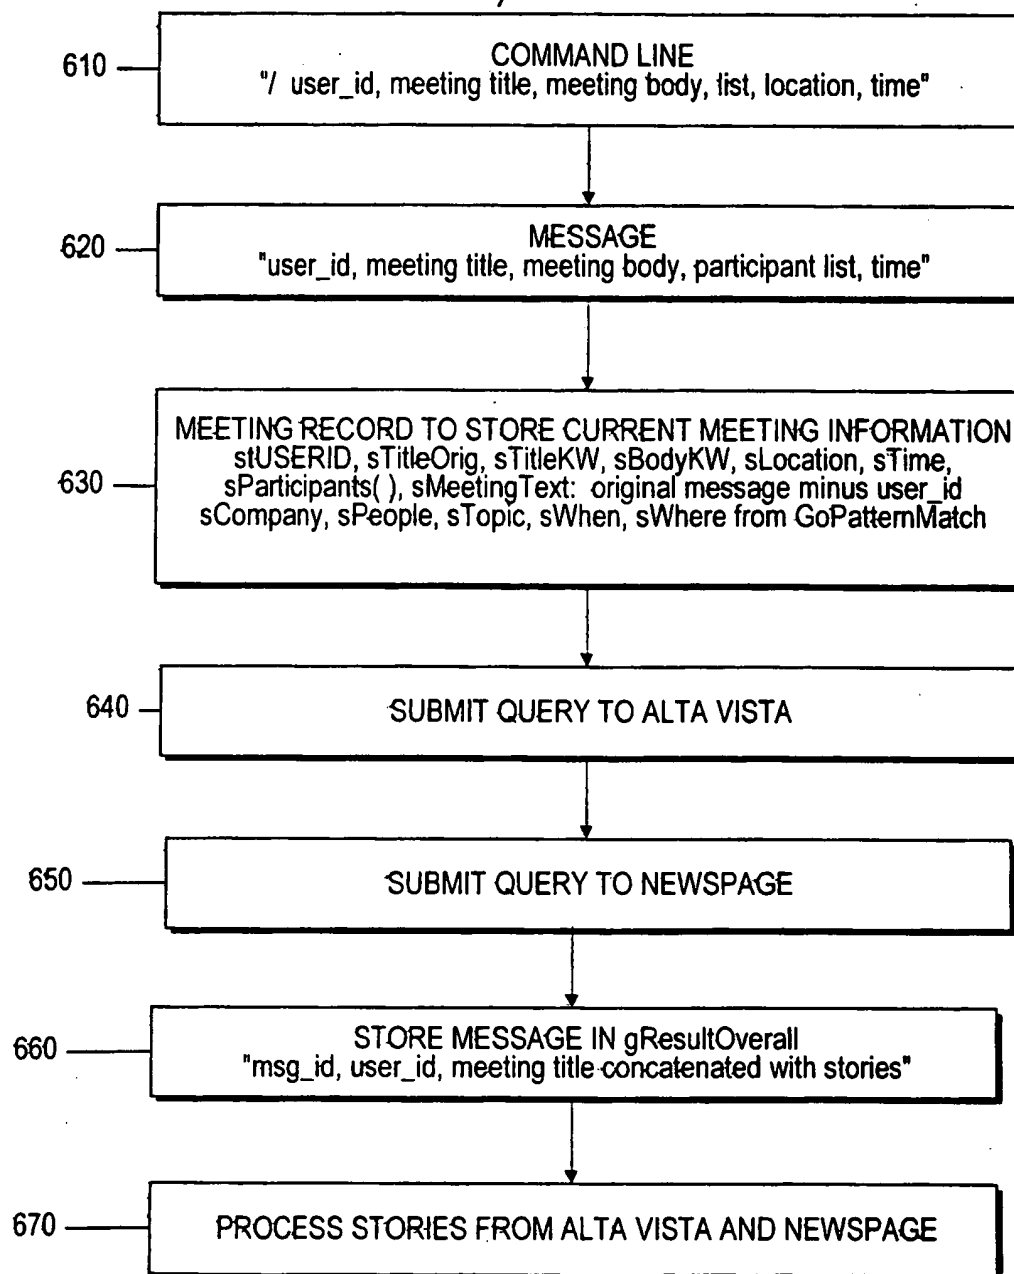 610
COMMAND LINE
"/ user_id, meeting title, meeting body, list, location, time"
620
MESSAGE
"user_id, meeting title, meeting body, participant list, time"
MEETING RECORD TO STORE CURRENT MEETING INFORMATION
stUSERID, sTitleOrig, sTitleKW, sBodyKW, sLocation, sTime,
630
sParticipants( ), sMeetingText: original message minus user_id
sCompany, sPeople, sTopic, sWhen, sWhere from GoPatternMatch
640
SUBMIT QUERY TO ALTA VISTA
650
SUBMIT QUERY TO NEWSPAGE
660
STORE MESSAGE IN gResultOverall
"msg_id, user_id, meeting title concatenated with stories"
670
PROCESS STORIES FROM ALTA VISTA AND NEWSPAGE